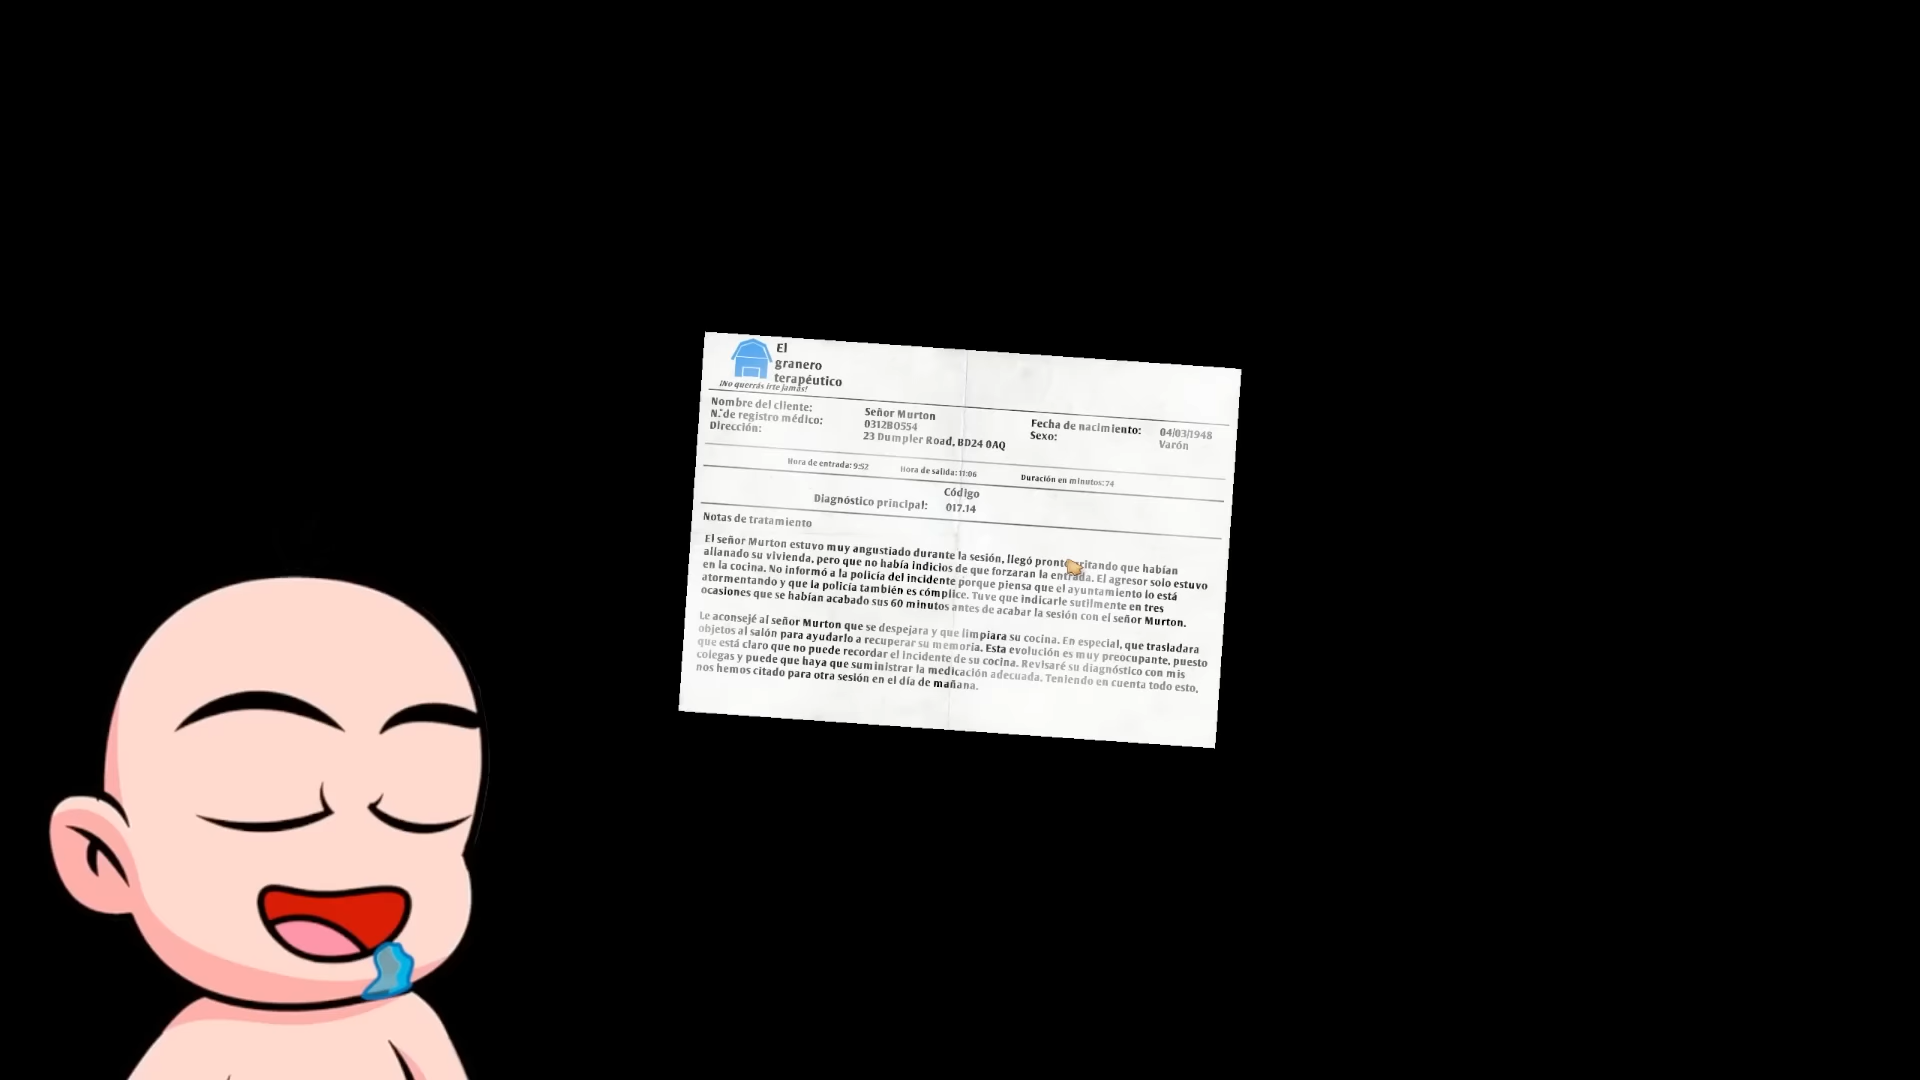 El
granero
terapéutico
¡No querrás irte jamás!
Nombre del cliente: Señor Murton Fecha de nacimiento: 04/03/1948
N.º de registro médico: 0312B0554 Sexo: Varón
Dirección: 23 Dumpler Road, BD24 0AQ
Hora de entrada: 9:52 Hora de salida: 11:06 Duración en minutos: 74
Código
Diagnóstico principal: 017.14
Notas de tratamiento
El señor Murton estuvo muy angustiado durante la sesión, llegó pronto gritando que habían
allanado su vivienda, pero que no había indicios de que forzaran la entrada. El agresor solo estuvo
en la cocina. No informó a la policía del incidente porque piensa que el ayuntamiento lo está
atormentando y que la policía también es cómplice. Tuve que indicarle sutilmente en tres
ocasiones que se habían acabado sus 60 minutos antes de acabar la sesión con el señor Murton.
Le aconsejé al señor Murton que se despejara y que limpiara su cocina. En especial, que trasladara
objetos al salón para ayudarlo a recuperar su memoria. Esta evolución es muy preocupante, puesto
que está claro que no puede recordar el incidente de su cocina. Revisaré su diagnóstico con mis
colegas y puede que haya que suministrar la medicación adecuada. Teniendo en cuenta todo esto,
nos hemos citado para otra sesión en el día de mañana.